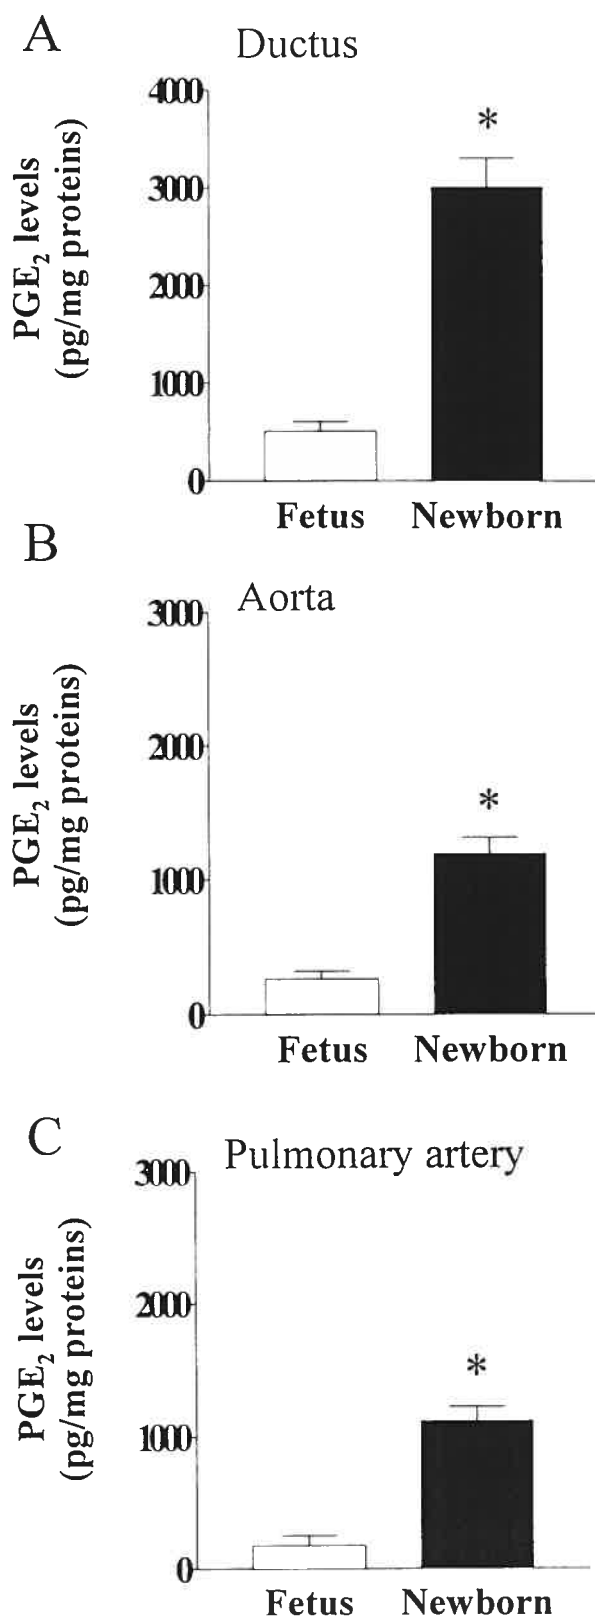 A
Ductus
4000
*
3000
2000
1000
0
PGE₂ levels
(pg/mg proteins)
Fetus Newborn
B
Aorta
3000
2000
*
1000
0
PGE₂ levels
(pg/mg proteins)
Fetus Newborn
C
Pulmonary artery
3000
2000
*
1000
0
PGE₂ levels
(pg/mg proteins)
Fetus Newborn